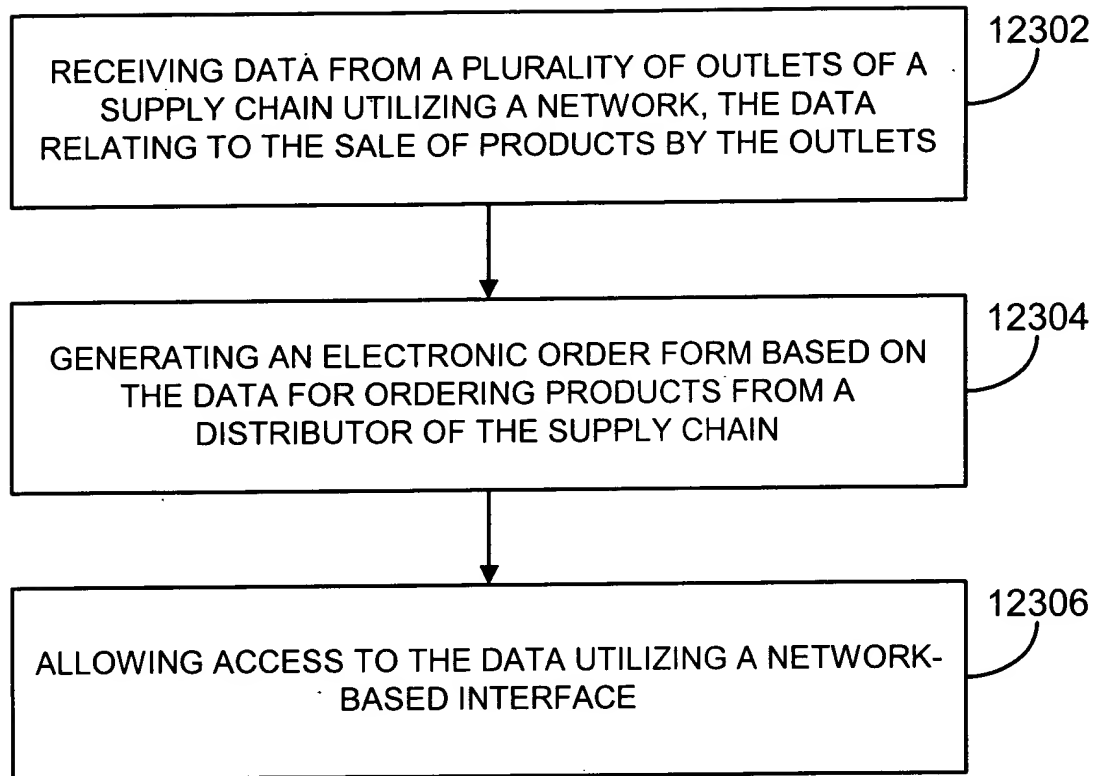 12302
RECEIVING DATA FROM A PLURALITY OF OUTLETS OF A
SUPPLY CHAIN UTILIZING A NETWORK, THE DATA
RELATING TO THE SALE OF PRODUCTS BY THE OUTLETS
12304
GENERATING AN ELECTRONIC ORDER FORM BASED ON
THE DATA FOR ORDERING PRODUCTS FROM A
DISTRIBUTOR OF THE SUPPLY CHAIN
12306
ALLOWING ACCESS TO THE DATA UTILIZING A NETWORK-
BASED INTERFACE